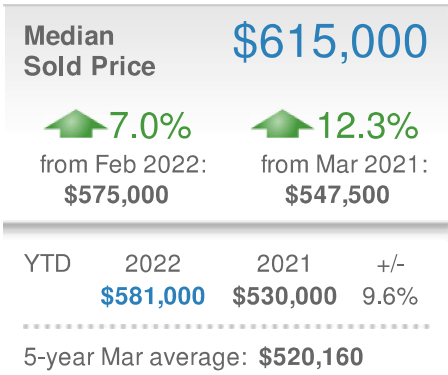 Median
Sold Price
$615,000
7.0%
from Feb 2022:
$575,000
12.3%
from Mar 2021:
$547,500
YTD 2022 2021 +/-
$581,000 $530,000 9.6%
5-year Mar average: $520,160